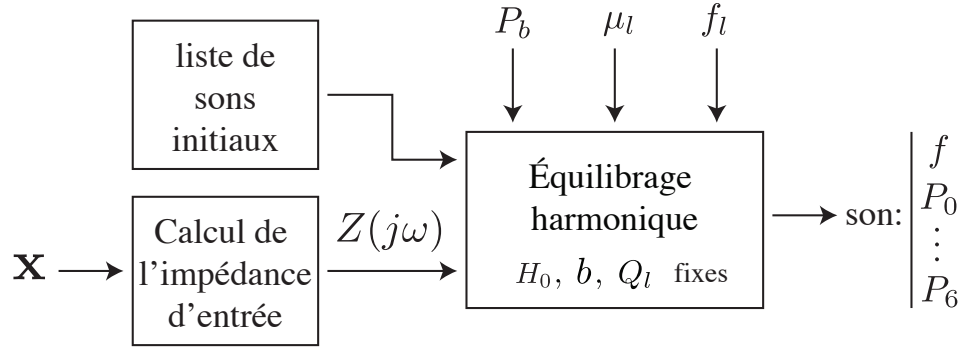 liste de
sons
initiaux
P_b μ_l f_l
x
Calcul de
l'impédance
d'entrée
Z(jω)
Équilibrage
harmonique
H_0, b, Q_l fixes
son:
f
P_0
⋮
P_6